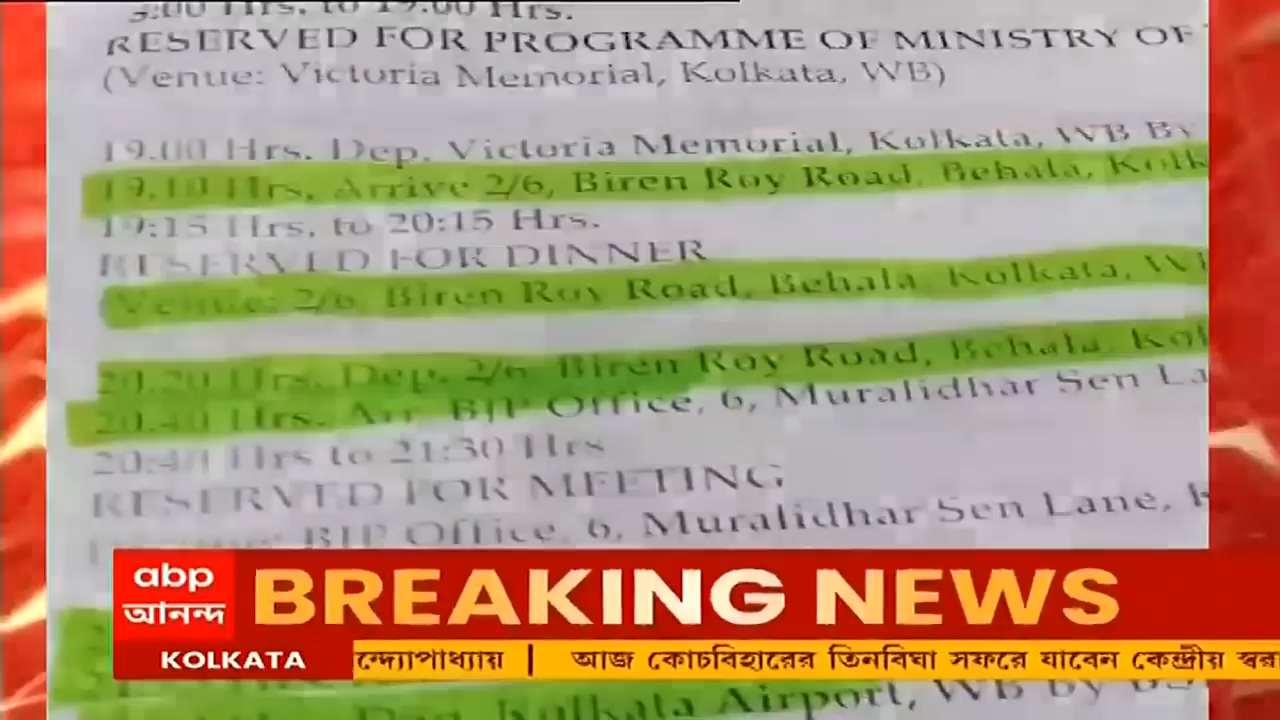 RESERVED FOR PROGRAMME OF MINISTRY OF
(Venue: Victoria Memorial, Kolkata, WB)
19.00 Hrs. Dep. Victoria Memorial, Kolkata, WB By
19.10 Hrs. Arrive 2/6, Biren Roy Road, Behala, Kolk
19:15 Hrs. to 20:15 Hrs.
RESERVED FOR DINNER
(Venue: 2/6, Biren Roy Road, Behala, Kolkata,
20.20 Hrs. Dep. 2/6 Biren Roy Road, Behala, Kol
20.40 Hrs. Arr. BJP Office, 6, Muralidhar Sen La
20:40 Hrs to 21:30 Hrs
RESERVED FOR MEETING
BJP Office, 6, Muralidhar Sen Lane,
abp
আনন্দ
BREAKING NEWS
KOLKATA
ন্দ্যোপাধ্যায় | আজ কোচবিহারের তিনবিঘা সফরে যাবেন কেন্দ্রীয় স্বরা
Kolkata Airport, WB by